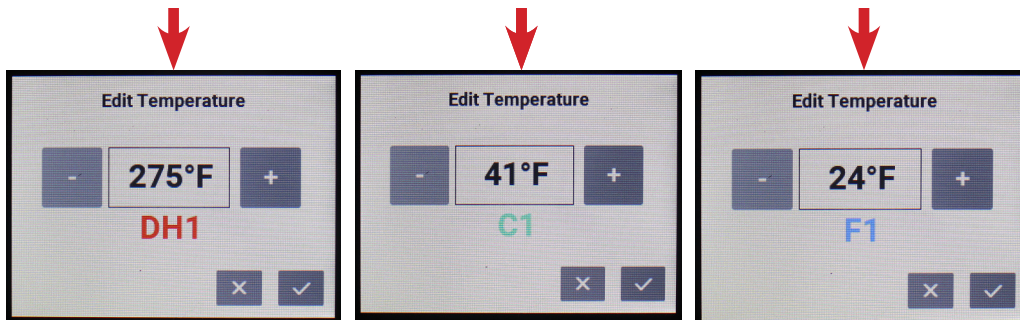 Edit Temperature
- 275°F +
DH1
Edit Temperature
- 41°F +
C1
Edit Temperature
- 24°F +
F1